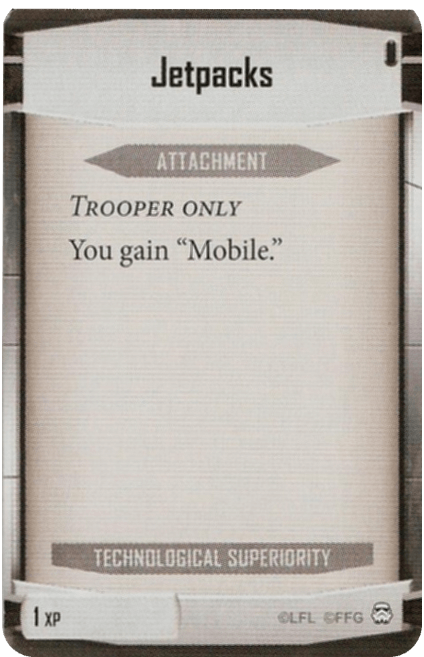 Jetpacks
ATTACHMENT
TROOPER ONLY
You gain “Mobile.”
TECHNOLOGICAL SUPERIORITY
1 XP
©LFL ©FFG